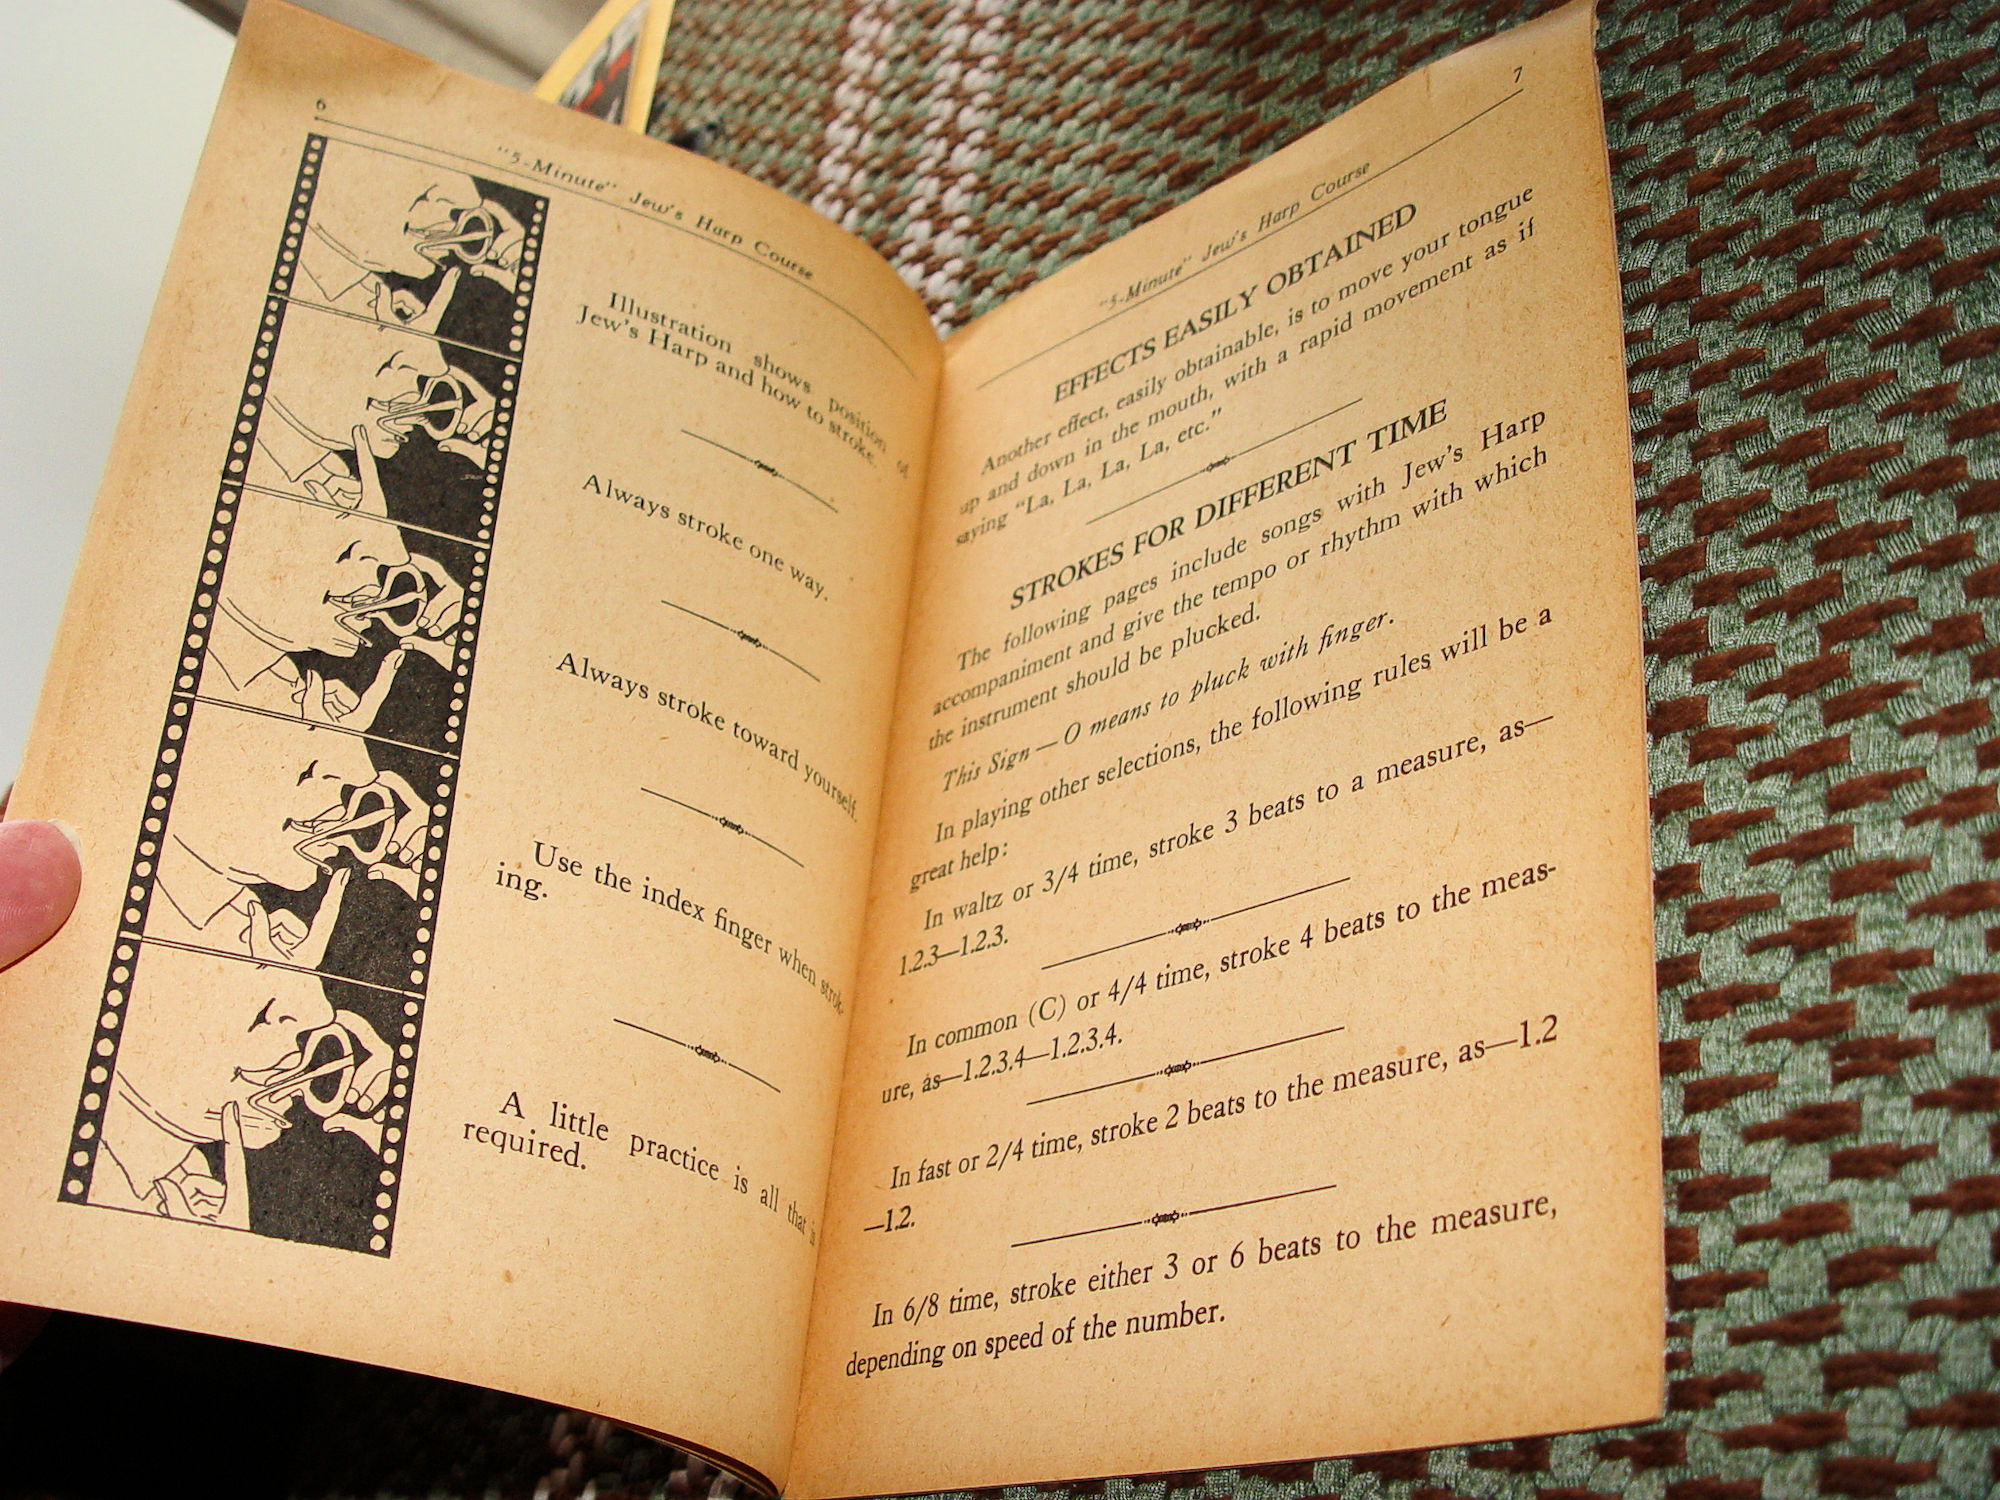 6
"5-Minute" Jew's Harp Course
Illustration shows position of
Jew's Harp and how to stroke.
Always stroke one way.
Always stroke toward yourself.
Use the index finger when strok-
ing.
A little practice is all that is
required.
7
"5-Minute" Jew's Harp Course
EFFECTS EASILY OBTAINED
Another effect, easily obtainable, is to move your tongue
up and down in the mouth, with a rapid movement as if
saying "La, La, La, La, etc."
STROKES FOR DIFFERENT TIME
The following pages include songs with Jew's Harp
accompaniment and give the tempo or rhythm with which
the instrument should be plucked.
This Sign — O means to pluck with finger.
In playing other selections, the following rules will be a
great help:
In waltz or 3/4 time, stroke 3 beats to a measure, as—
1.2.3—1.2.3.
In common (C) or 4/4 time, stroke 4 beats to the meas-
ure, as—1.2.3.4—1.2.3.4.
In fast or 2/4 time, stroke 2 beats to the measure, as—1.2
—1.2.
In 6/8 time, stroke either 3 or 6 beats to the measure,
depending on speed of the number.